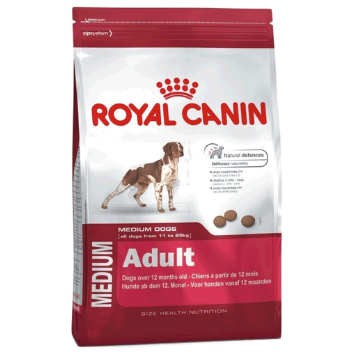 zipsystem
ROYAL CANIN
Natural defences
Défenses naturelles
MEDIUM DOGS
(all dogs from 11 to 25kg)
MEDIUM
Adult
Dogs over 12 months old - Chiens à partir de 12 mois
Hunde ab dem 12. Monat - Voor honden vanaf 12 maanden
SIZE HEALTH NUTRITION